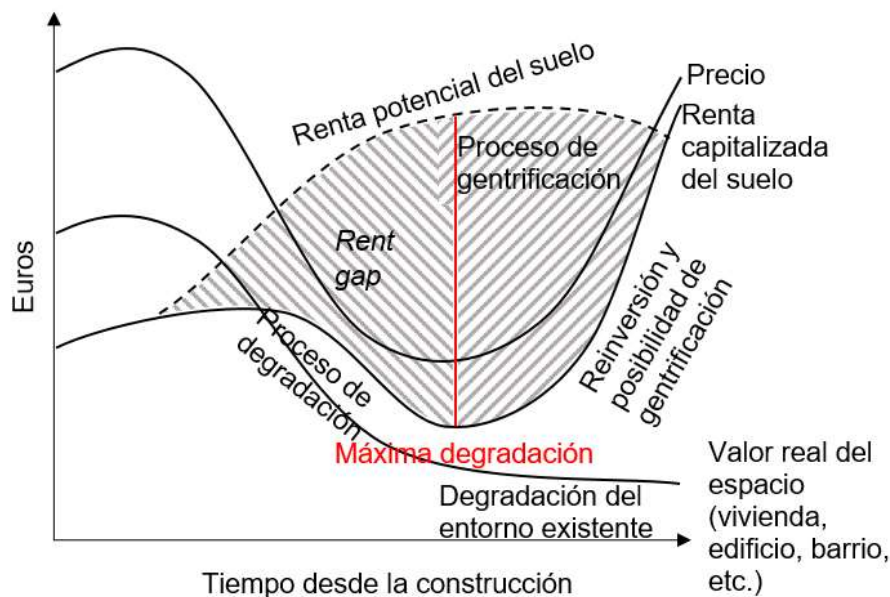 Precio
Renta potencial del suelo
Renta
capitalizada
del suelo
Proceso de
gentrificación
Rent
gap
Euros
Reinversión y
posibilidad de
gentrificación
Proceso de
degradación
Máxima degradación
Valor real del
espacio
(vivienda,
edificio, barrio,
etc.)
Degradación del
entorno existente
Tiempo desde la construcción